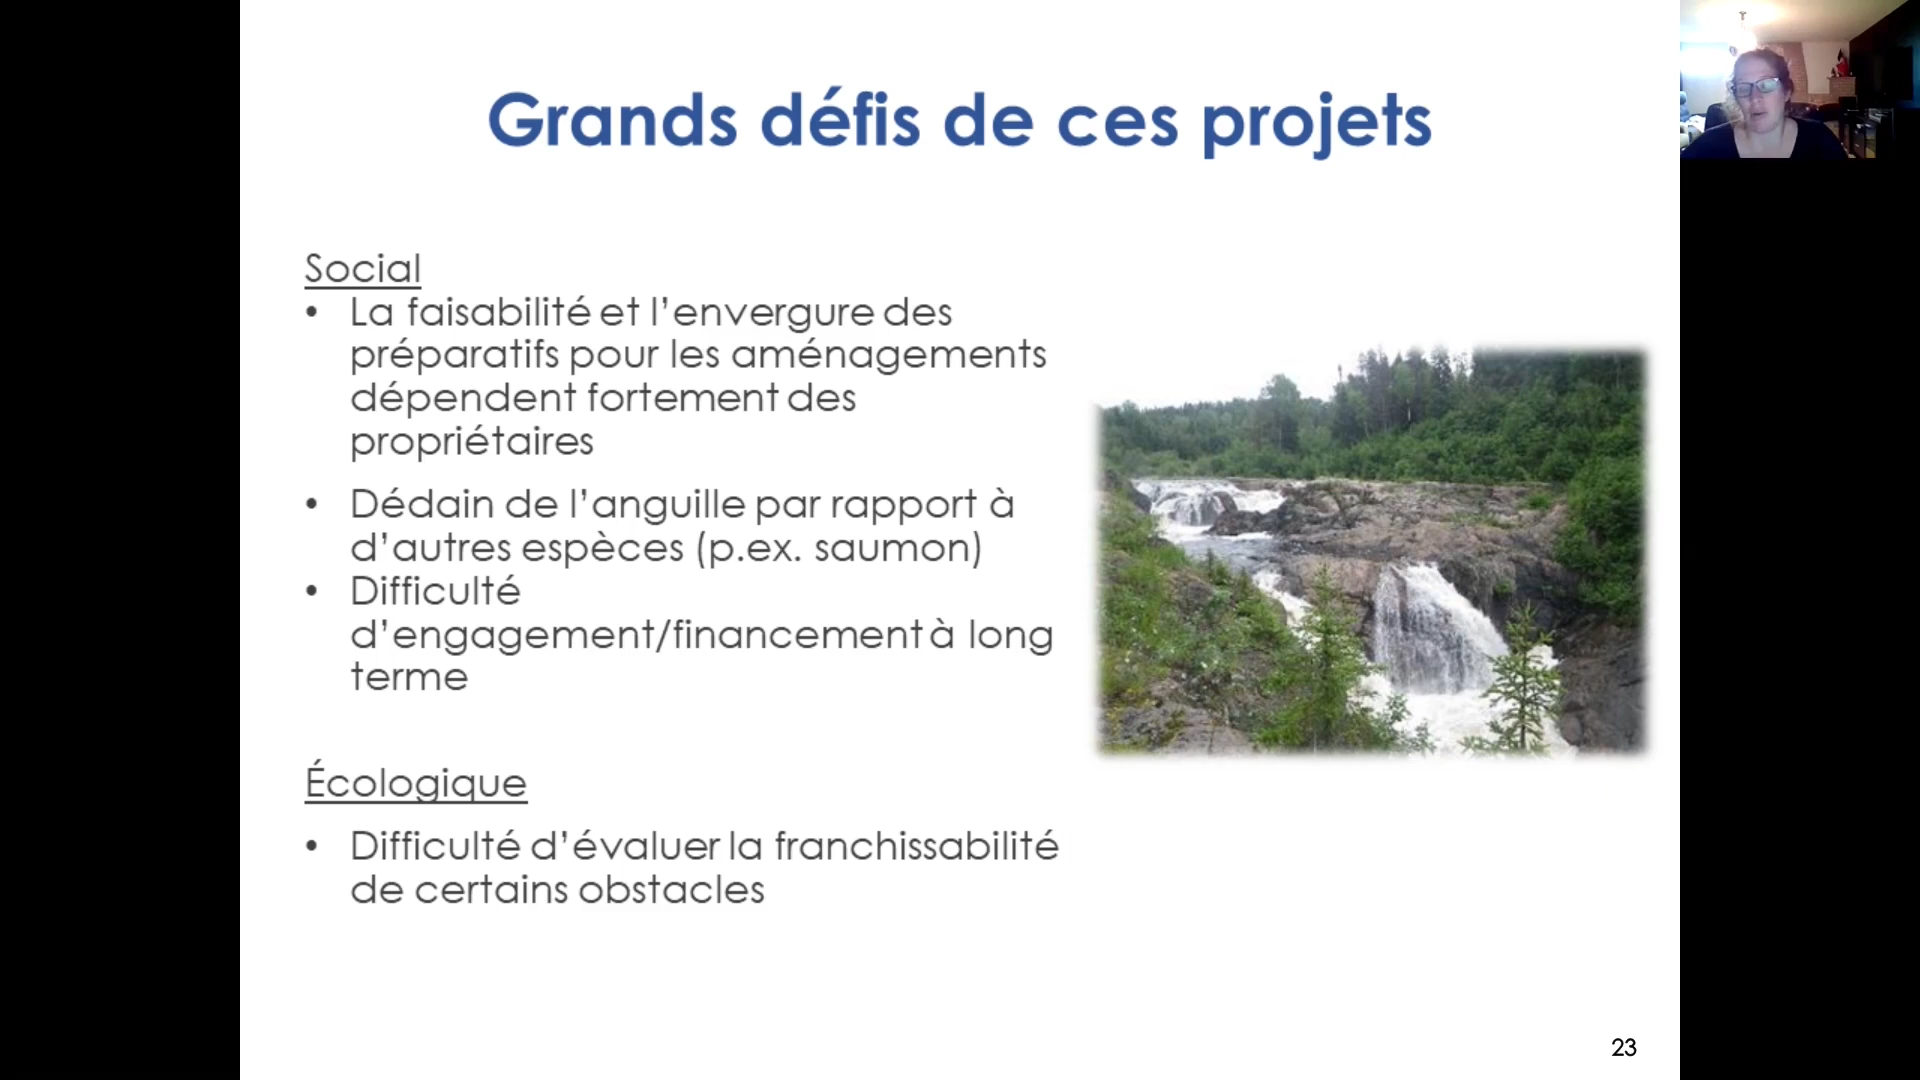 Grands défis de ces projets
Social
• La faisabilité et l'envergure des
préparatifs pour les aménagements
dépendent fortement des
propriétaires
• Dédain de l'anguille par rapport à
d'autres espèces (p.ex. saumon)
• Difficulté
d'engagement/financement à long
terme
Écologique
• Difficulté d'évaluer la franchissabilité
de certains obstacles
23